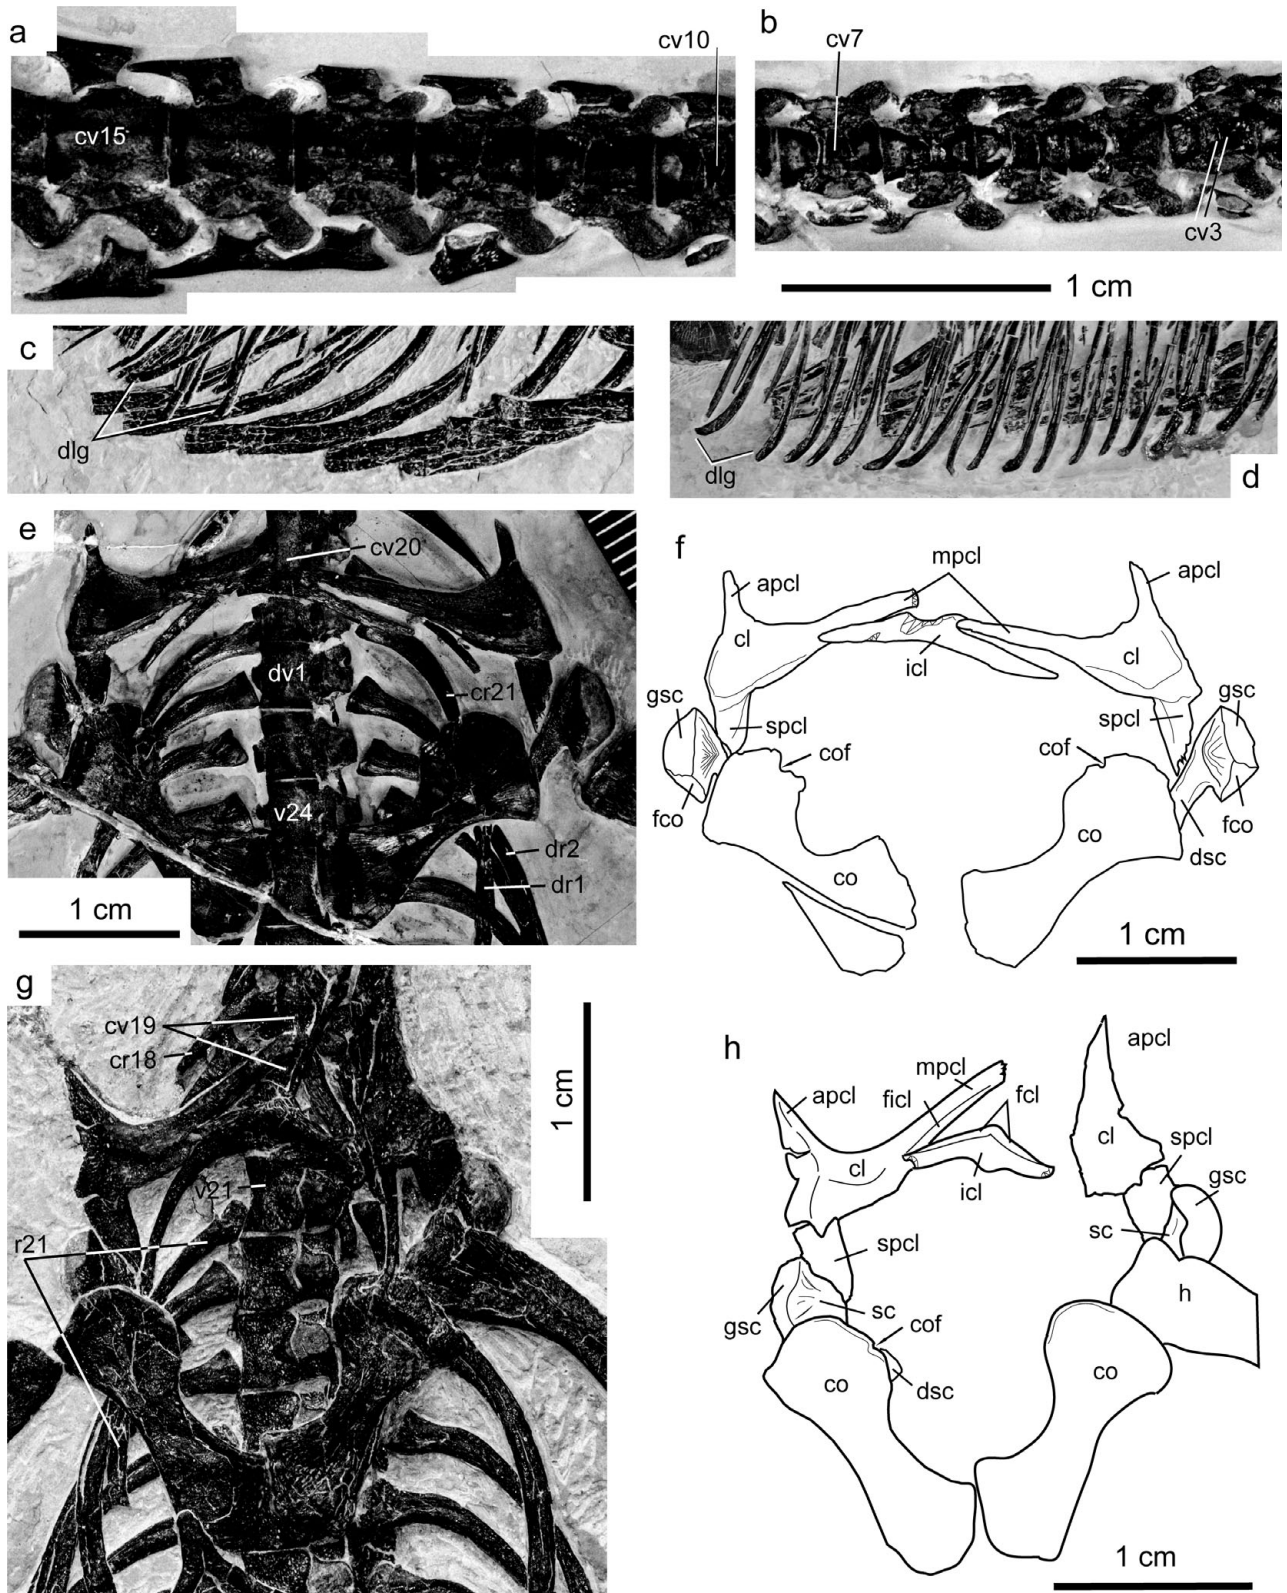 a
cv10
cv15
b
cv7
cv3
1 cm
c
dlg
d
dlg
e
cv20
dv1
cr21
v24
dr2
dr1
1 cm
f
mpcl
apcl
apcl
cl
icl
cl
gsc
spcl
spcl
gsc
cof
cof
fco
fco
co
co
dsc
1 cm
g
cv19
cr18
v21
r21
1 cm
h
apcl
mpcl
ficl
fcl
apcl
cl
cl
spcl
gsc
icl
spcl
sc
gsc
sc
h
cof
co
dsc
co
1 cm